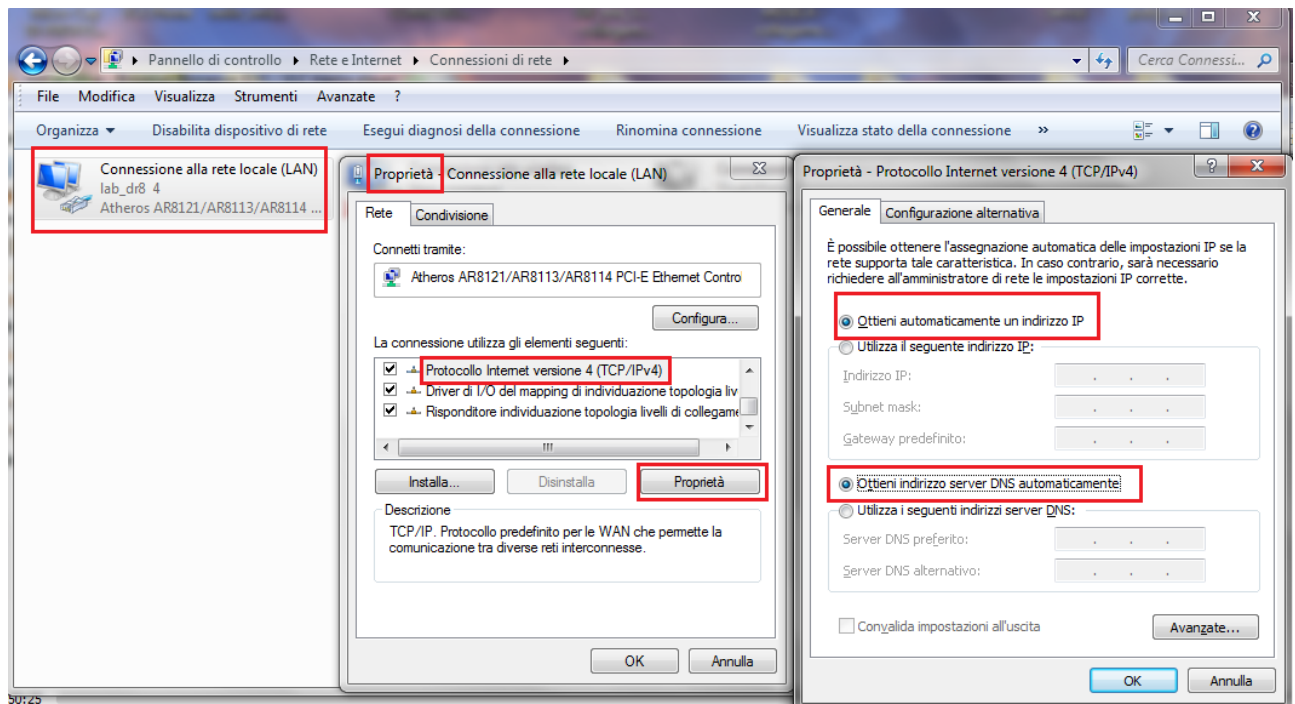 Pannello di controllo ▸ Rete e Internet ▸ Connessioni di rete ▸
Cerca Connessi...
File Modifica Visualizza Strumenti Avanzate ?
Organizza Disabilita dispositivo di rete Esegui diagnosi della connessione Rinomina connessione Visualizza stato della connessione »
Connessione alla rete locale (LAN)
lab_dr8 4
Atheros AR8121/AR8113/AR8114 ...
Proprietà - Connessione alla rete locale (LAN)
Rete Condivisione
Connetti tramite:
Atheros AR8121/AR8113/AR8114 PCI-E Ethernet Contro
Configura...
La connessione utilizza gli elementi seguenti:
Protocollo Internet versione 4 (TCP/IPv4)
Driver di I/O del mapping di individuazione topologia liv
Risponditore individuazione topologia livelli di collegame
Installa... Disinstalla Proprietà
Descrizione
TCP/IP. Protocollo predefinito per le WAN che permette la
comunicazione tra diverse reti interconnesse.
OK Annulla
Proprietà - Protocollo Internet versione 4 (TCP/IPv4)
Generale Configurazione alternativa
È possibile ottenere l'assegnazione automatica delle impostazioni IP se la
rete supporta tale caratteristica. In caso contrario, sarà necessario
richiedere all'amministratore di rete le impostazioni IP corrette.
Ottieni automaticamente un indirizzo IP
Utilizza il seguente indirizzo IP:
Indirizzo IP:
Subnet mask:
Gateway predefinito:
Ottieni indirizzo server DNS automaticamente
Utilizza i seguenti indirizzi server DNS:
Server DNS preferito:
Server DNS alternativo:
Convalida impostazioni all'uscita
Avanzate...
OK Annulla